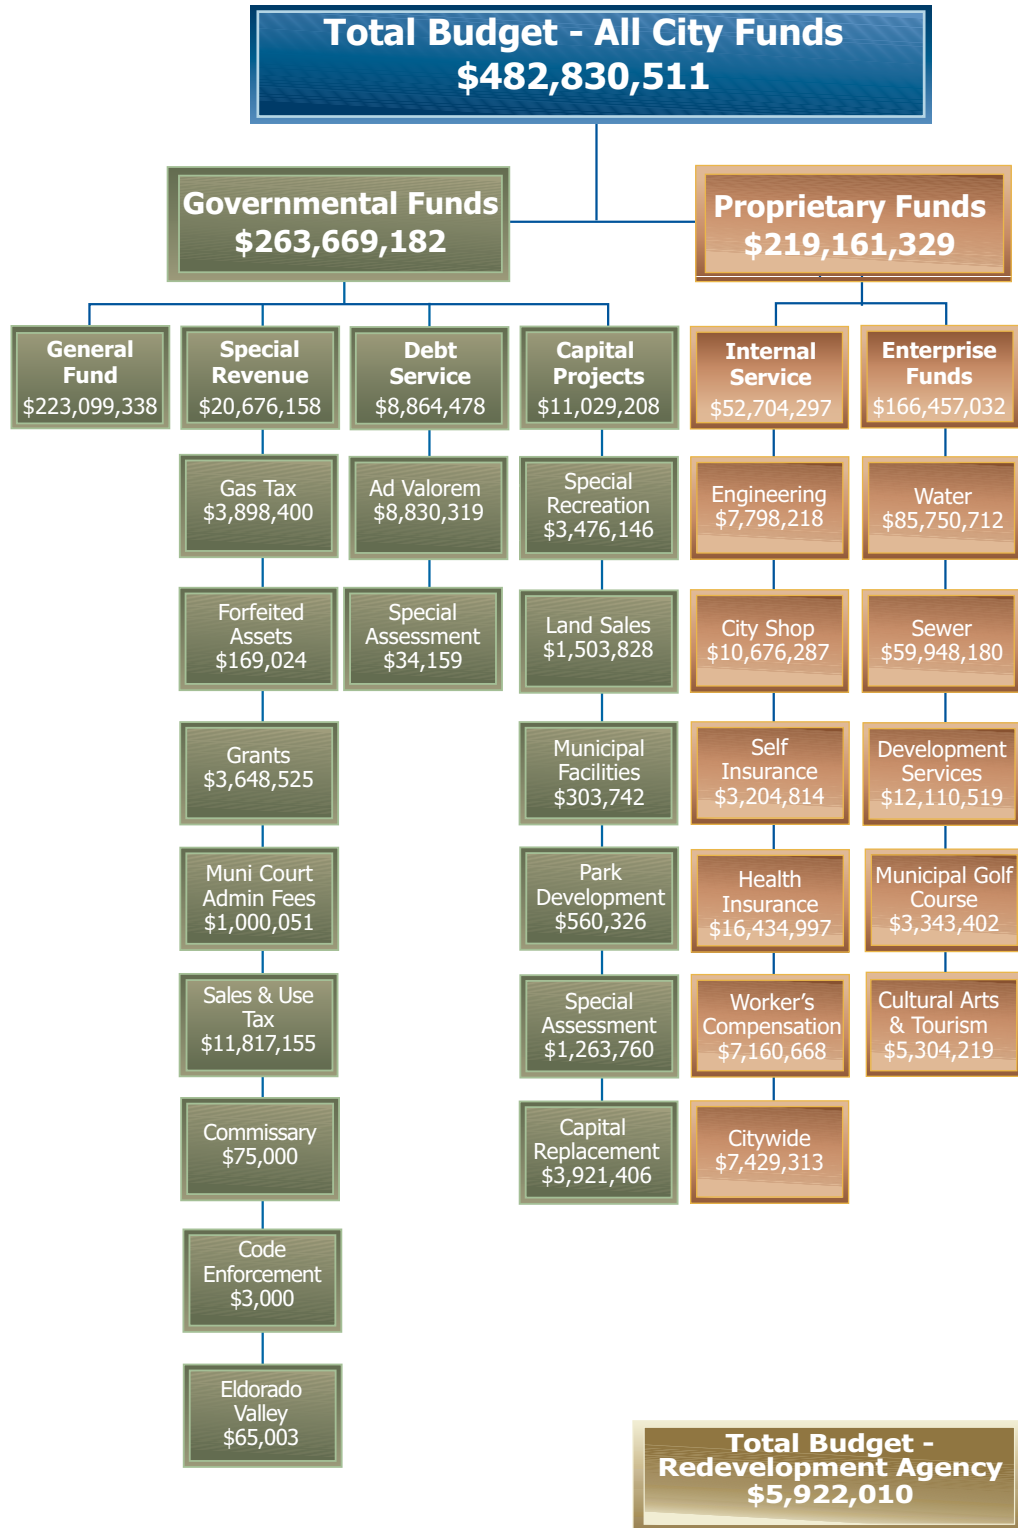 Total Budget - All City Funds
$482,830,511
Governmental Funds
$263,669,182
Proprietary Funds
$219,161,329
General
Fund
$223,099,338
Special
Revenue
$20,676,158
Debt
Service
$8,864,478
Capital
Projects
$11,029,208
Internal
Service
$52,704,297
Enterprise
Funds
$166,457,032
Gas Tax
$3,898,400
Forfeited
Assets
$169,024
Grants
$3,648,525
Muni Court
Admin Fees
$1,000,051
Sales & Use
Tax
$11,817,155
Commissary
$75,000
Code
Enforcement
$3,000
Eldorado
Valley
$65,003
Ad Valorem
$8,830,319
Special
Assessment
$34,159
Special
Recreation
$3,476,146
Land Sales
$1,503,828
Municipal
Facilities
$303,742
Park
Development
$560,326
Special
Assessment
$1,263,760
Capital
Replacement
$3,921,406
Engineering
$7,798,218
City Shop
$10,676,287
Self
Insurance
$3,204,814
Health
Insurance
$16,434,997
Worker's
Compensation
$7,160,668
Citywide
$7,429,313
Water
$85,750,712
Sewer
$59,948,180
Development
Services
$12,110,519
Municipal Golf
Course
$3,343,402
Cultural Arts
& Tourism
$5,304,219
Total Budget -
Redevelopment Agency
$5,922,010